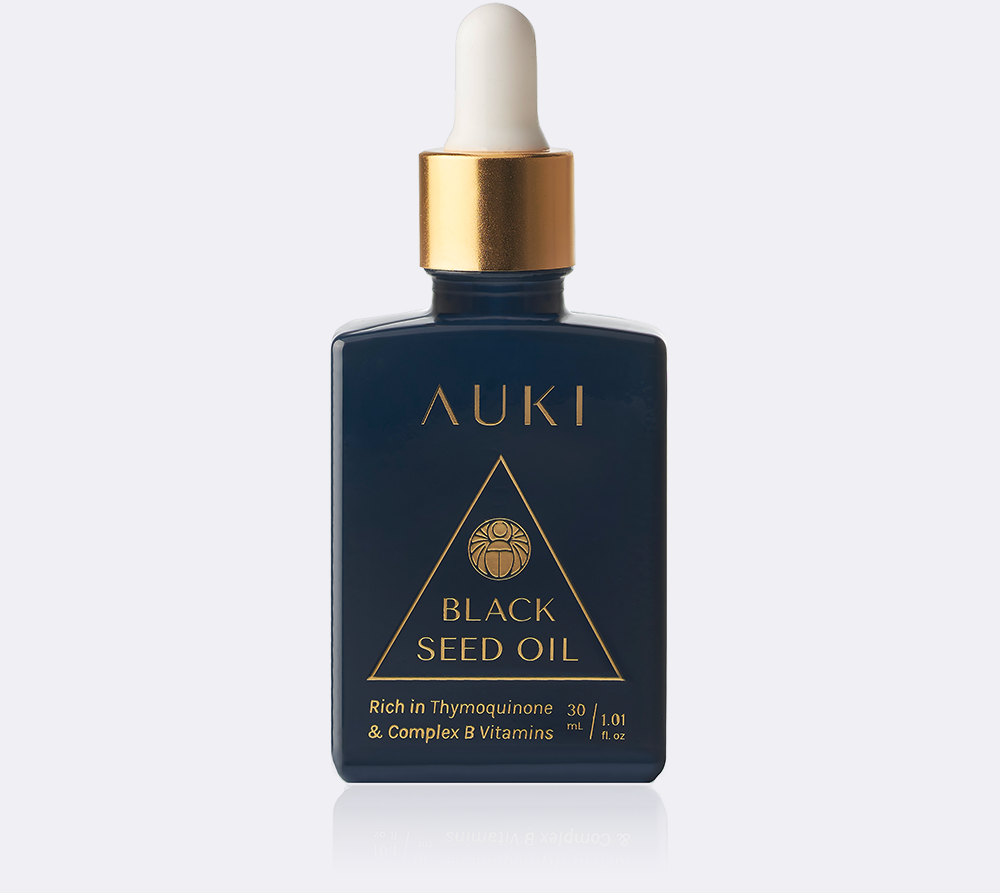 AUKI
BLACK
SEED OIL
Rich in Thymoquinone
& Complex B Vitamins
30
mL
/
1.01
fl. oz